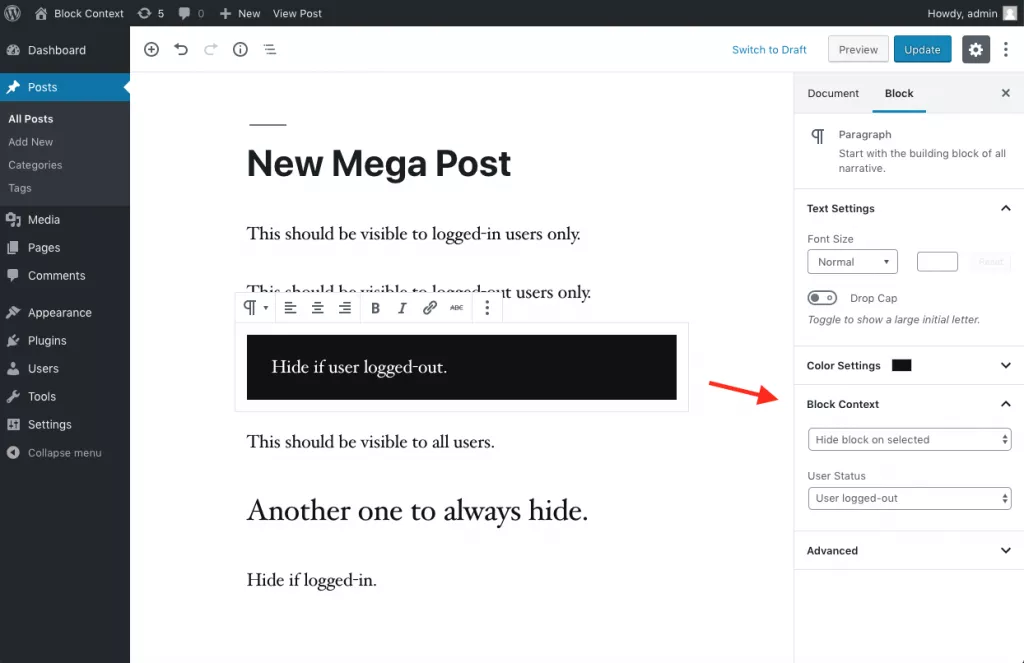 Block Context 5 0 New View Post Howdy, admin
Dashboard
Posts
All Posts
Add New
Categories
Tags
Media
Pages
Comments
Appearance
Plugins
Users
Tools
Settings
Collapse menu
Switch to Draft Preview Update
New Mega Post
This should be visible to logged-in users only.
This should be visible to logged-out users only.
B I ABC
Hide if user logged-out.
This should be visible to all users.
Another one to always hide.
Hide if logged-in.
Document Block
Paragraph
Start with the building block of all
narrative.
Text Settings
Font Size
Normal Reset
Drop Cap
Toggle to show a large initial letter.
Color Settings
Block Context
Hide block on selected
User Status
User logged-out
Advanced